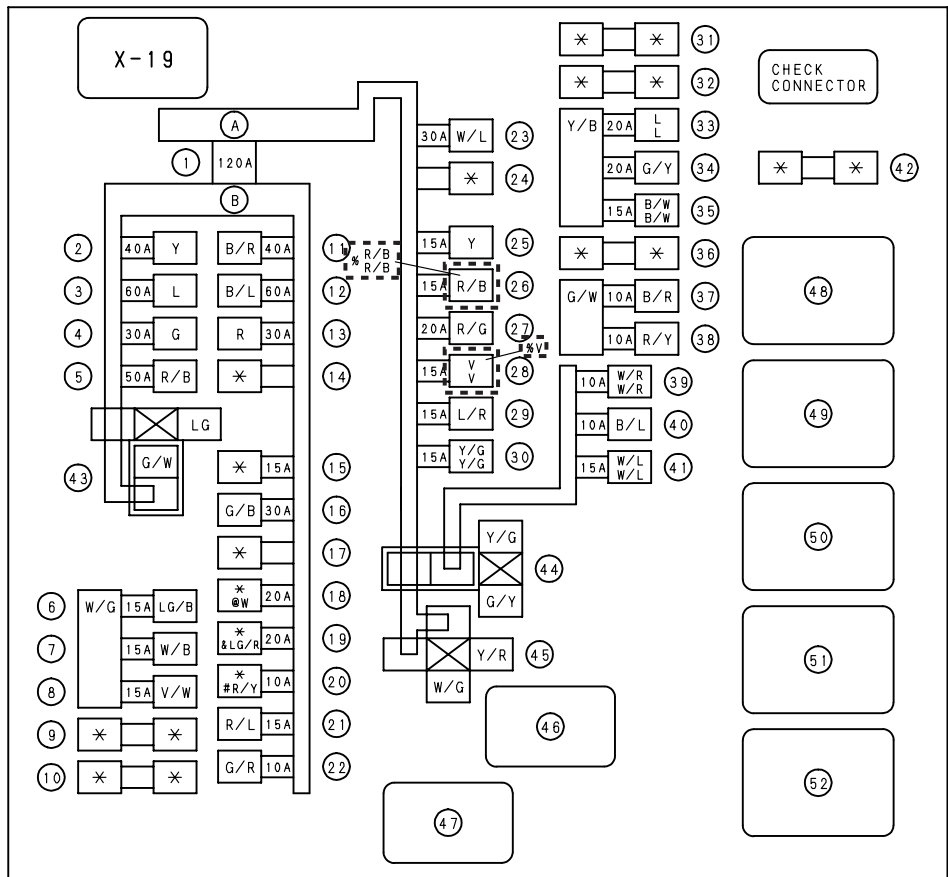 X-19
A
1 120A
B
2 40A Y B/R 40A 11
3 60A L B/L 60A 12
4 30A G R 30A 13
5 50A R/B * 14
LG
43 G/W
* 15A 15
G/B 30A 16
* 17
* @W 20A 18
* &LG/R 20A 19
* #R/Y 10A 20
R/L 15A 21
G/R 10A 22
6 W/G 15A LG/B
7 15A W/B
8 15A V/W
9 * *
10 * *
30A W/L 23
* 24
15A Y 25
% R/B
R/B
15A R/B 26
20A R/G 27
%V
15A V V 28
15A L/R 29
15A Y/G Y/G 30
Y/G
44
G/Y
Y/R 45
W/G
46
47
* * 31
* * 32
Y/B 20A L L 33
20A G/Y 34
15A B/W B/W 35
* * 36
G/W 10A B/R 37
10A R/Y 38
10A W/R W/R 39
10A B/L 40
15A W/L W/L 41
CHECK
CONNECTOR
* * 42
48
49
50
51
52